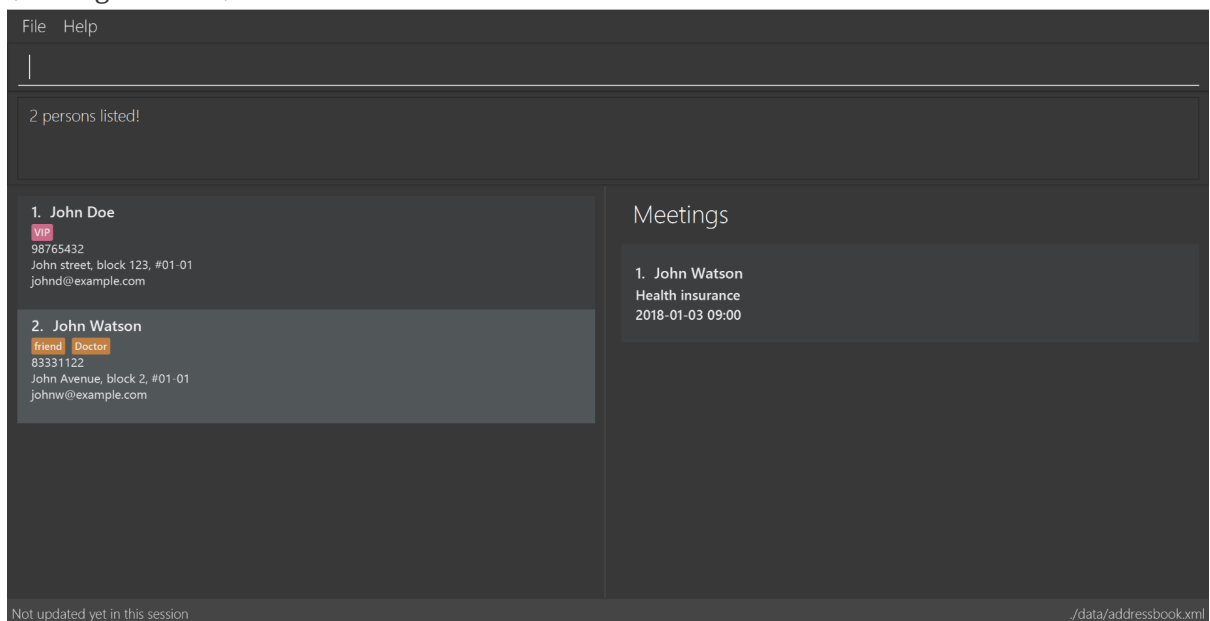 File Help
2 persons listed!
1. John Doe
VIP
98765432
John street, block 123, #01-01
johnd@example.com
2. John Watson
friend Doctor
83331122
John Avenue, block 2, #01-01
johnw@example.com
Meetings
1. John Watson
Health insurance
2018-01-03 09:00
Not updated yet in this session
./data/addressbook.xml